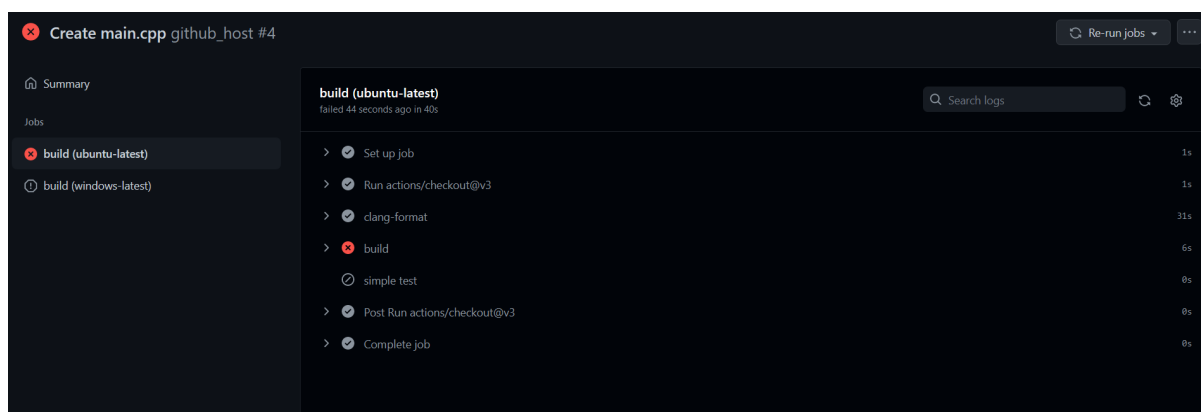 Create main.cpp github_host #4
Re-run jobs
Summary
Jobs
build (ubuntu-latest)
build (windows-latest)
build (ubuntu-latest)
failed 44 seconds ago in 40s
Search logs
Set up job 1s
Run actions/checkout@v3 1s
clang-format 31s
build 6s
simple test 0s
Post Run actions/checkout@v3 0s
Complete job 0s